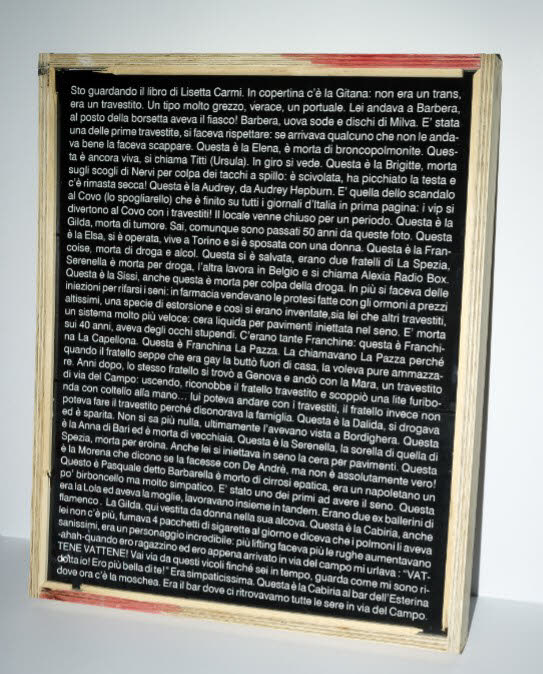 Sto guardando il libro di Lisetta Carmi. In copertina c'è la Gitana: non era un trans,
era un travestito. Un tipo molto grezzo, verace, un portuale. Lei andava a Barbera,
al posto della borsetta aveva il fiasco! Barbera, uova sode e dischi di Milva. E' stata
una delle prime travestite, si faceva rispettare: se arrivava qualcuno che non le anda-
va bene la faceva scappare. Questa è la Elena, è morta di broncopolmonite. Ques-
ta è ancora viva, si chiama Titti (Ursula). In giro si vede. Questa è la Brigitte, morta
sugli scogli di Nervi per colpa dei tacchi a spillo: è scivolata, ha picchiato la testa e
c'è rimasta secca! Questa è la Audrey, da Audrey Hepburn. E' quella dello scandalo
al Covo (lo spogliarello) che è finito su tutti i giornali d'Italia in prima pagina: i vip si
divertono al Covo con i travestiti! Il locale venne chiuso per un periodo. Questa è la
Gilda, morta di tumore. Sai, comunque sono passati 50 anni da queste foto. Questa
è la Elsa, si è operata, vive a Torino e si è sposata con una donna. Questa è la Fran-
coise, morta di droga e alcol. Questa si è salvata, erano due fratelli di La Spezia,
Serenella è morta per droga, l'altra lavora in Belgio e si chiama Alexia Radio Box.
Questa è la Sissi, anche questa è morta per colpa della droga. In più si faceva delle
iniezioni per rifarsi i seni: in farmacia vendevano le protesi fatte con gli ormoni a prezzi
altissimi, una specie di estorsione e così si erano inventate,sia lei che altri travestiti,
un sistema molto più veloce: cera liquida per pavimenti iniettata nel seno. E' morta
sui 40 anni, aveva degli occhi stupendi. C'erano tante Franchine: questa è Franchi-
na La Capellona. Questa è Franchina La Pazza. La chiamavano La Pazza perché
quando il fratello seppe che era gay la buttò fuori di casa, la voleva pure ammazza-
re. Anni dopo, lo stesso fratello si trovò a Genova e andò con la Mara, un travestito
di via del Campo: uscendo, riconobbe il fratello travestito e scoppiò una lite furibo-
nda con coltello alla mano... lui poteva andare con i travestiti, il fratello invece non
poteva fare il travestito perché disonorava la famiglia. Questa è la Dalida, si drogava
ed è sparita. Non si sa più nulla, ultimamente l'avevano vista a Bordighera. Questa
è la Anna di Bari ed è morta di vecchiaia. Questa è la Serenella, la sorella di quella di
Spezia, morta per eroina. Anche lei si iniettava in seno la cera per pavimenti. Questa
è la Morena che dicono se la facesse con De Andrè, ma non è assolutamente vero!
Questo è Pasquale detto Barbarella è morto di cirrosi epatica, era un napoletano un
po' birboncello ma molto simpatico. E' stato uno dei primi ad avere il seno. Questa
era la Lola ed aveva la moglie, lavoravano insieme in tandem. Erano due ex ballerini di
flamenco. La Gilda, qui vestita da donna nella sua alcova. Questa è la Cabiria, anche
lei non c'è più, fumava 4 pacchetti di sigarette al giorno e diceva che i polmoni li aveva
sanissimi, era un personaggio incredibile: più lifting faceva più le rughe aumentavano
-ahah-quando ero ragazzino ed ero appena arrivato in via del campo mi urlava : "VAT-
TENE VATTENE! Vai via da questi vicoli finché sei in tempo, guarda come mi sono ri-
dotta io! Ero più bella di te!" Era simpaticissima. Questa è la Cabiria al bar dell'Esterina
dove ora c'è la moschea. Era il bar dove ci ritrovavamo tutte le sere in via del Campo.